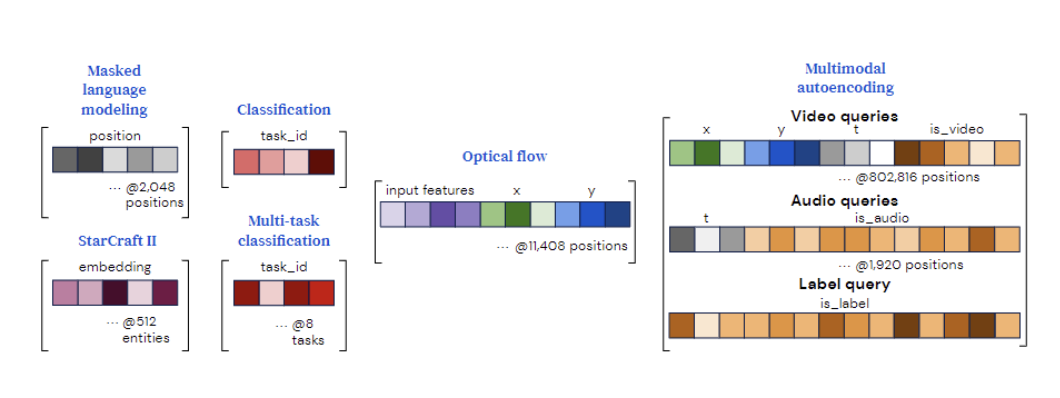 Masked
language
modeling
position
··· @2,048
positions
StarCraft II
embedding
··· @512
entities
Classification
task_id
Multi-task
classification
task_id
··· @8
tasks
Optical flow
input features x y
··· @11,408 positions
Multimodal
autoencoding
Video queries
x y t is_video
··· @802,816 positions
Audio queries
t is_audio
··· @1,920 positions
Label query
is_label